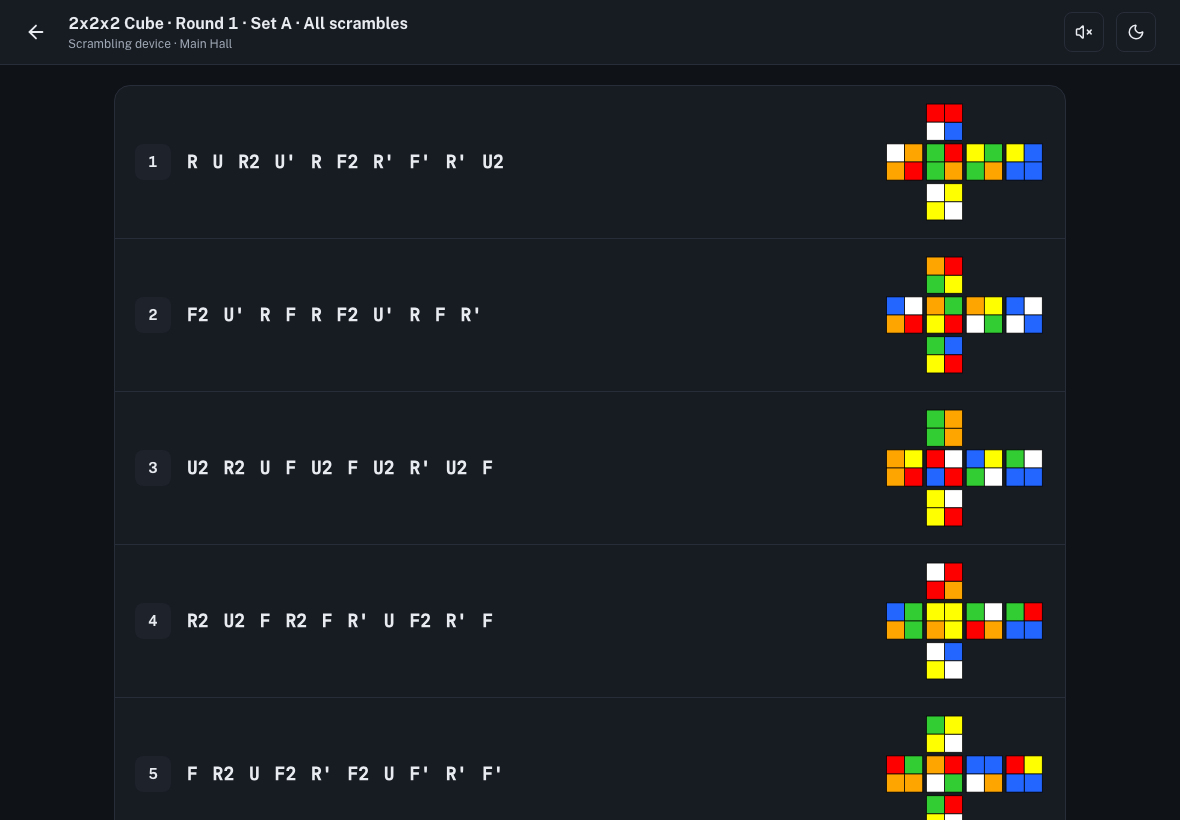 2x2x2 Cube · Round 1 · Set A · All scrambles
Scrambling device · Main Hall
1 R U R2 U' R F2 R' F' R' U2
2 F2 U' R F R F2 U' R F R'
3 U2 R2 U F U2 F U2 R' U2 F
4 R2 U2 F R2 F R' U F2 R' F
5 F R2 U F2 R' F2 U F' R' F'